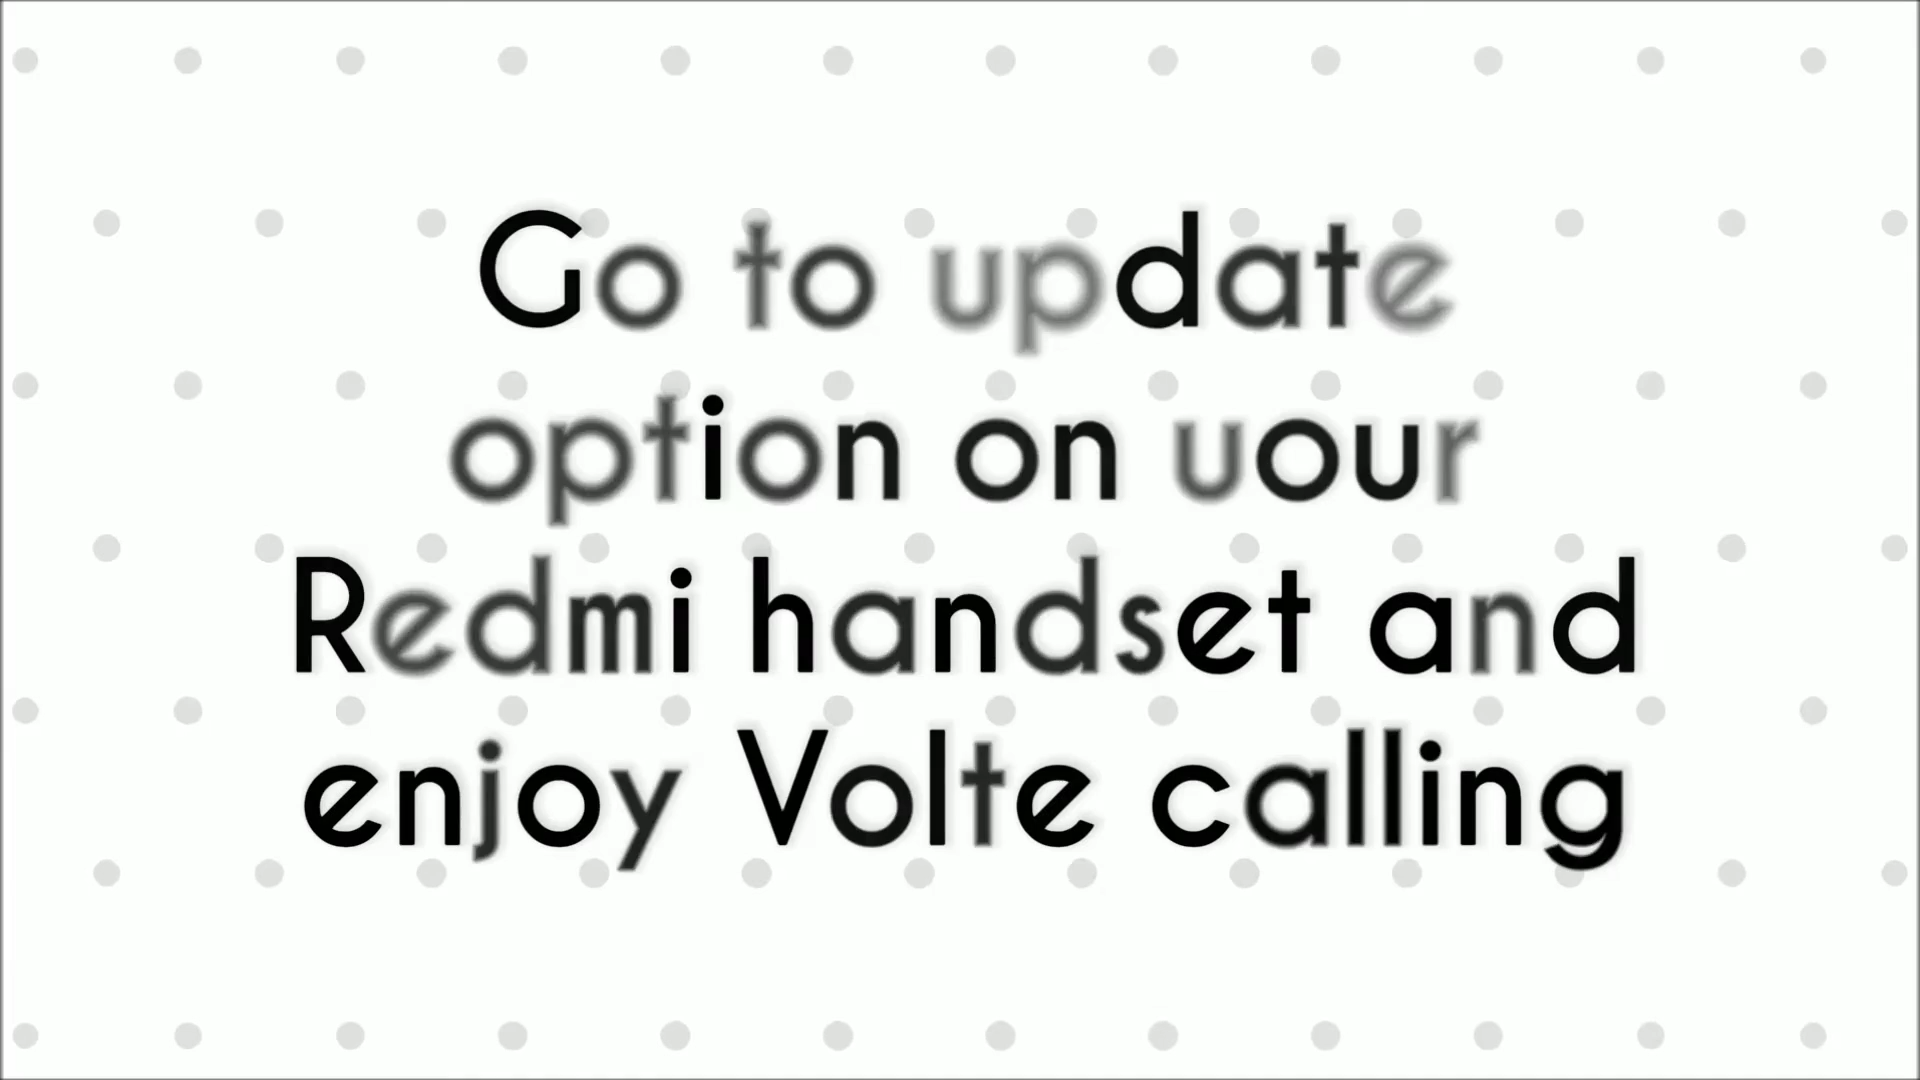 Go to update
option on uour
Redmi handset and
enjoy Volte calling